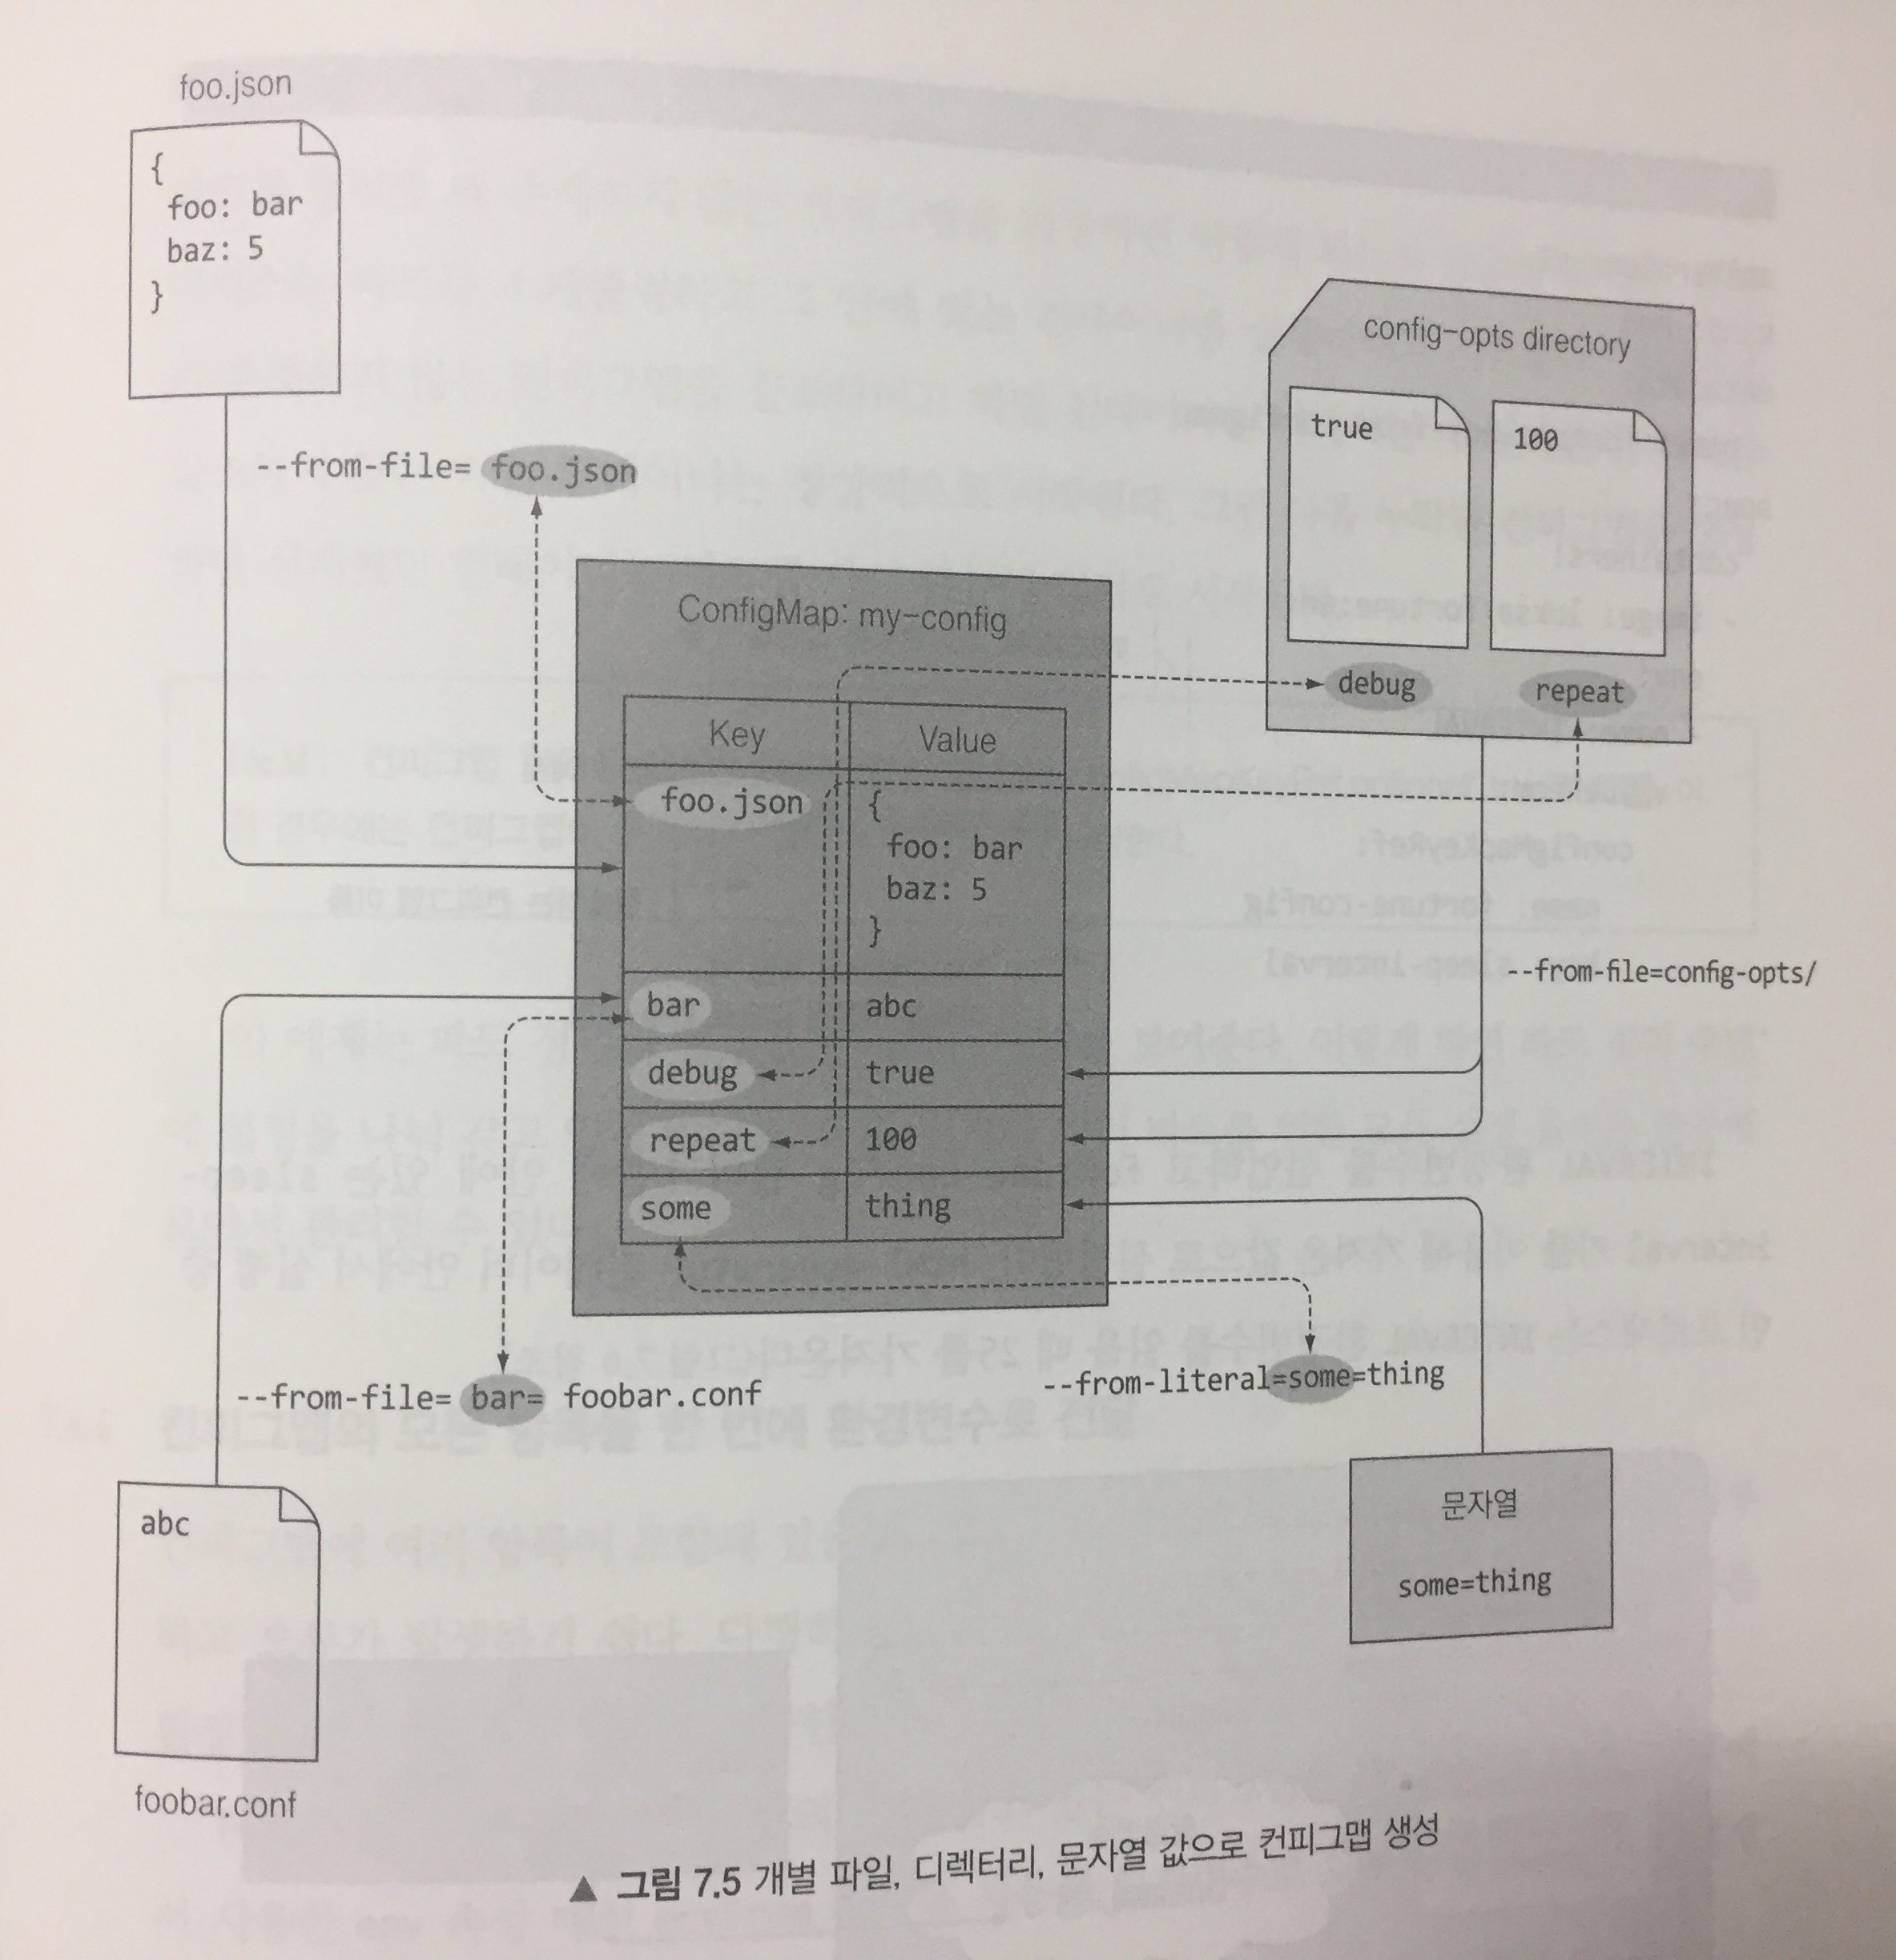 foo.json
{
foo: bar
baz: 5
}
--from-file= foo.json
config-opts directory
true
100
debug
repeat
ConfigMap: my-config
Key Value
foo.json {
foo: bar
baz: 5
}
bar abc
debug true
repeat 100
some thing
--from-file=config-opts/
--from-file= bar= foobar.conf
--from-literal=some=thing
abc
foobar.conf
문자열
some=thing
▲ 그림 7.5 개별 파일, 디렉터리, 문자열 값으로 컨피그맵 생성